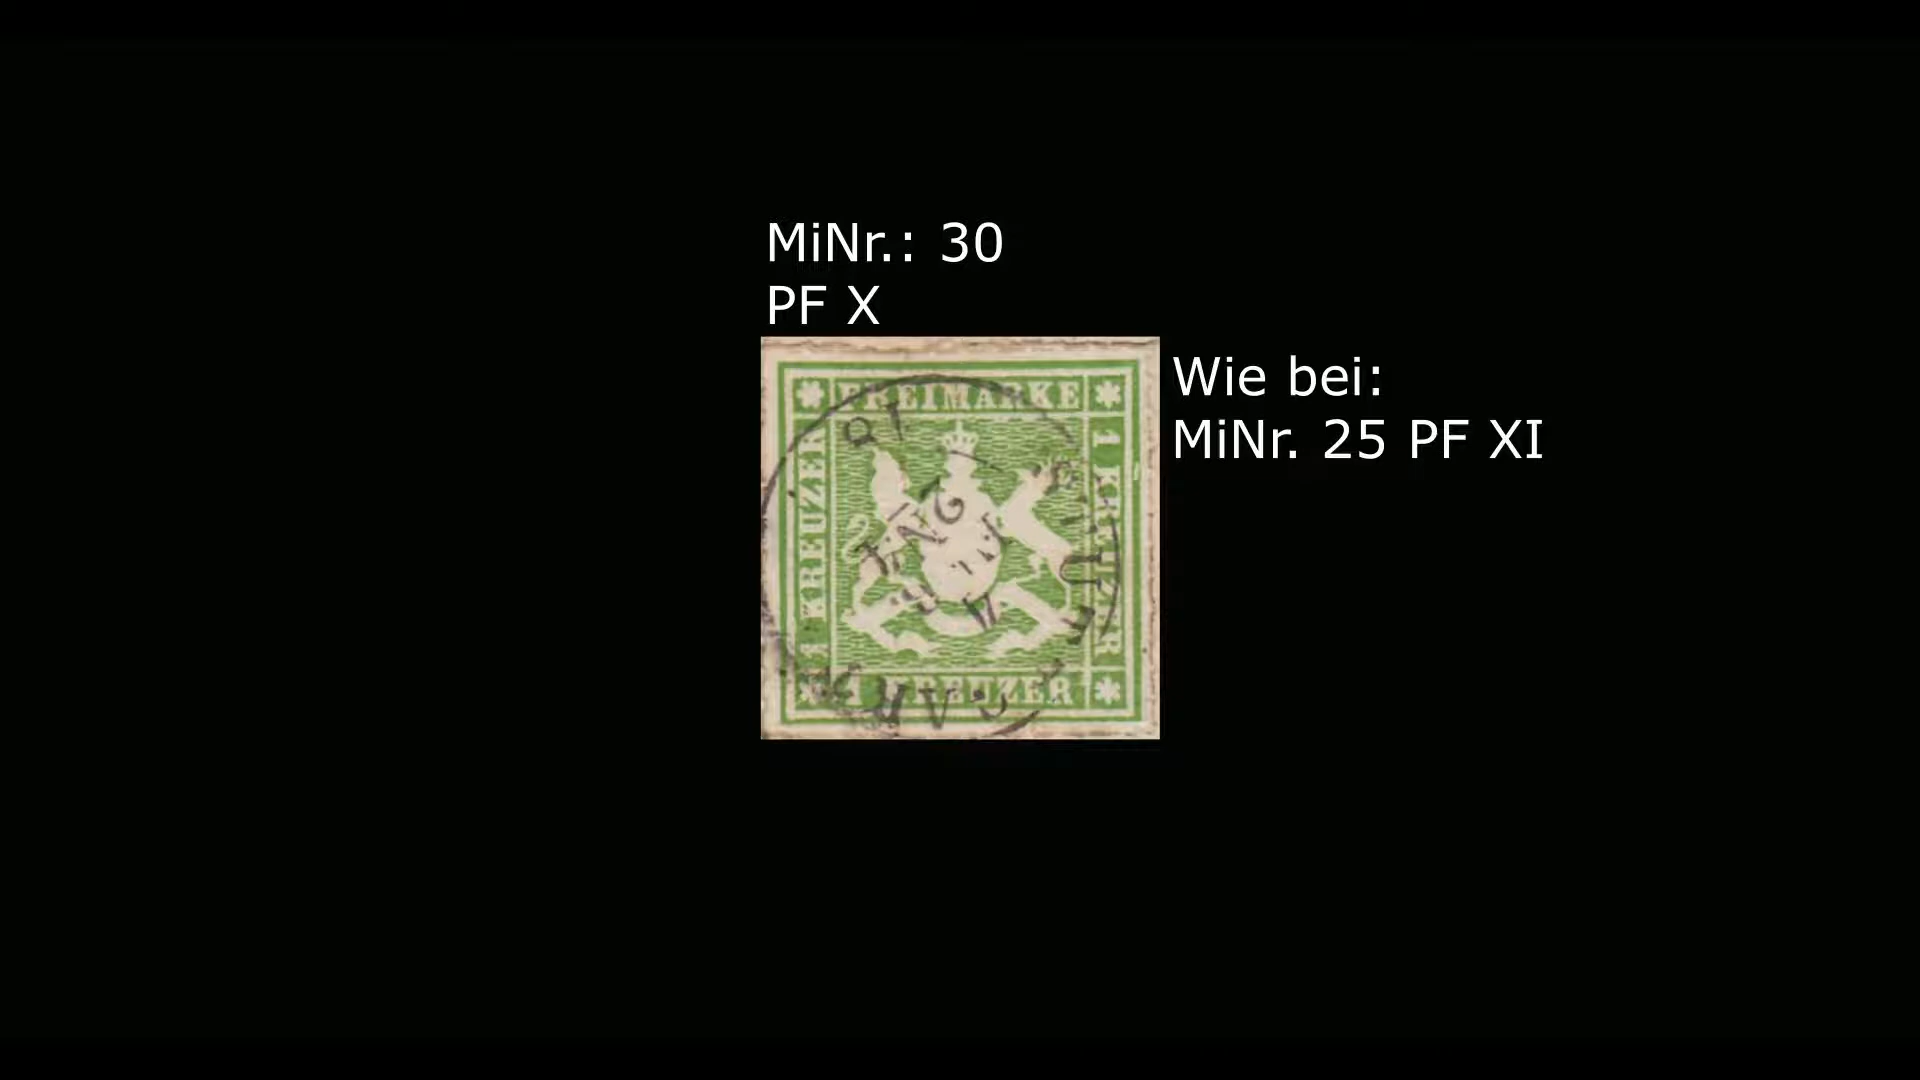 MiNr.: 30
PF X
Wie bei:
MiNr. 25 PF XI
FREIMARKE
1 KREUZER
1 KREUZER
1 KREUZER